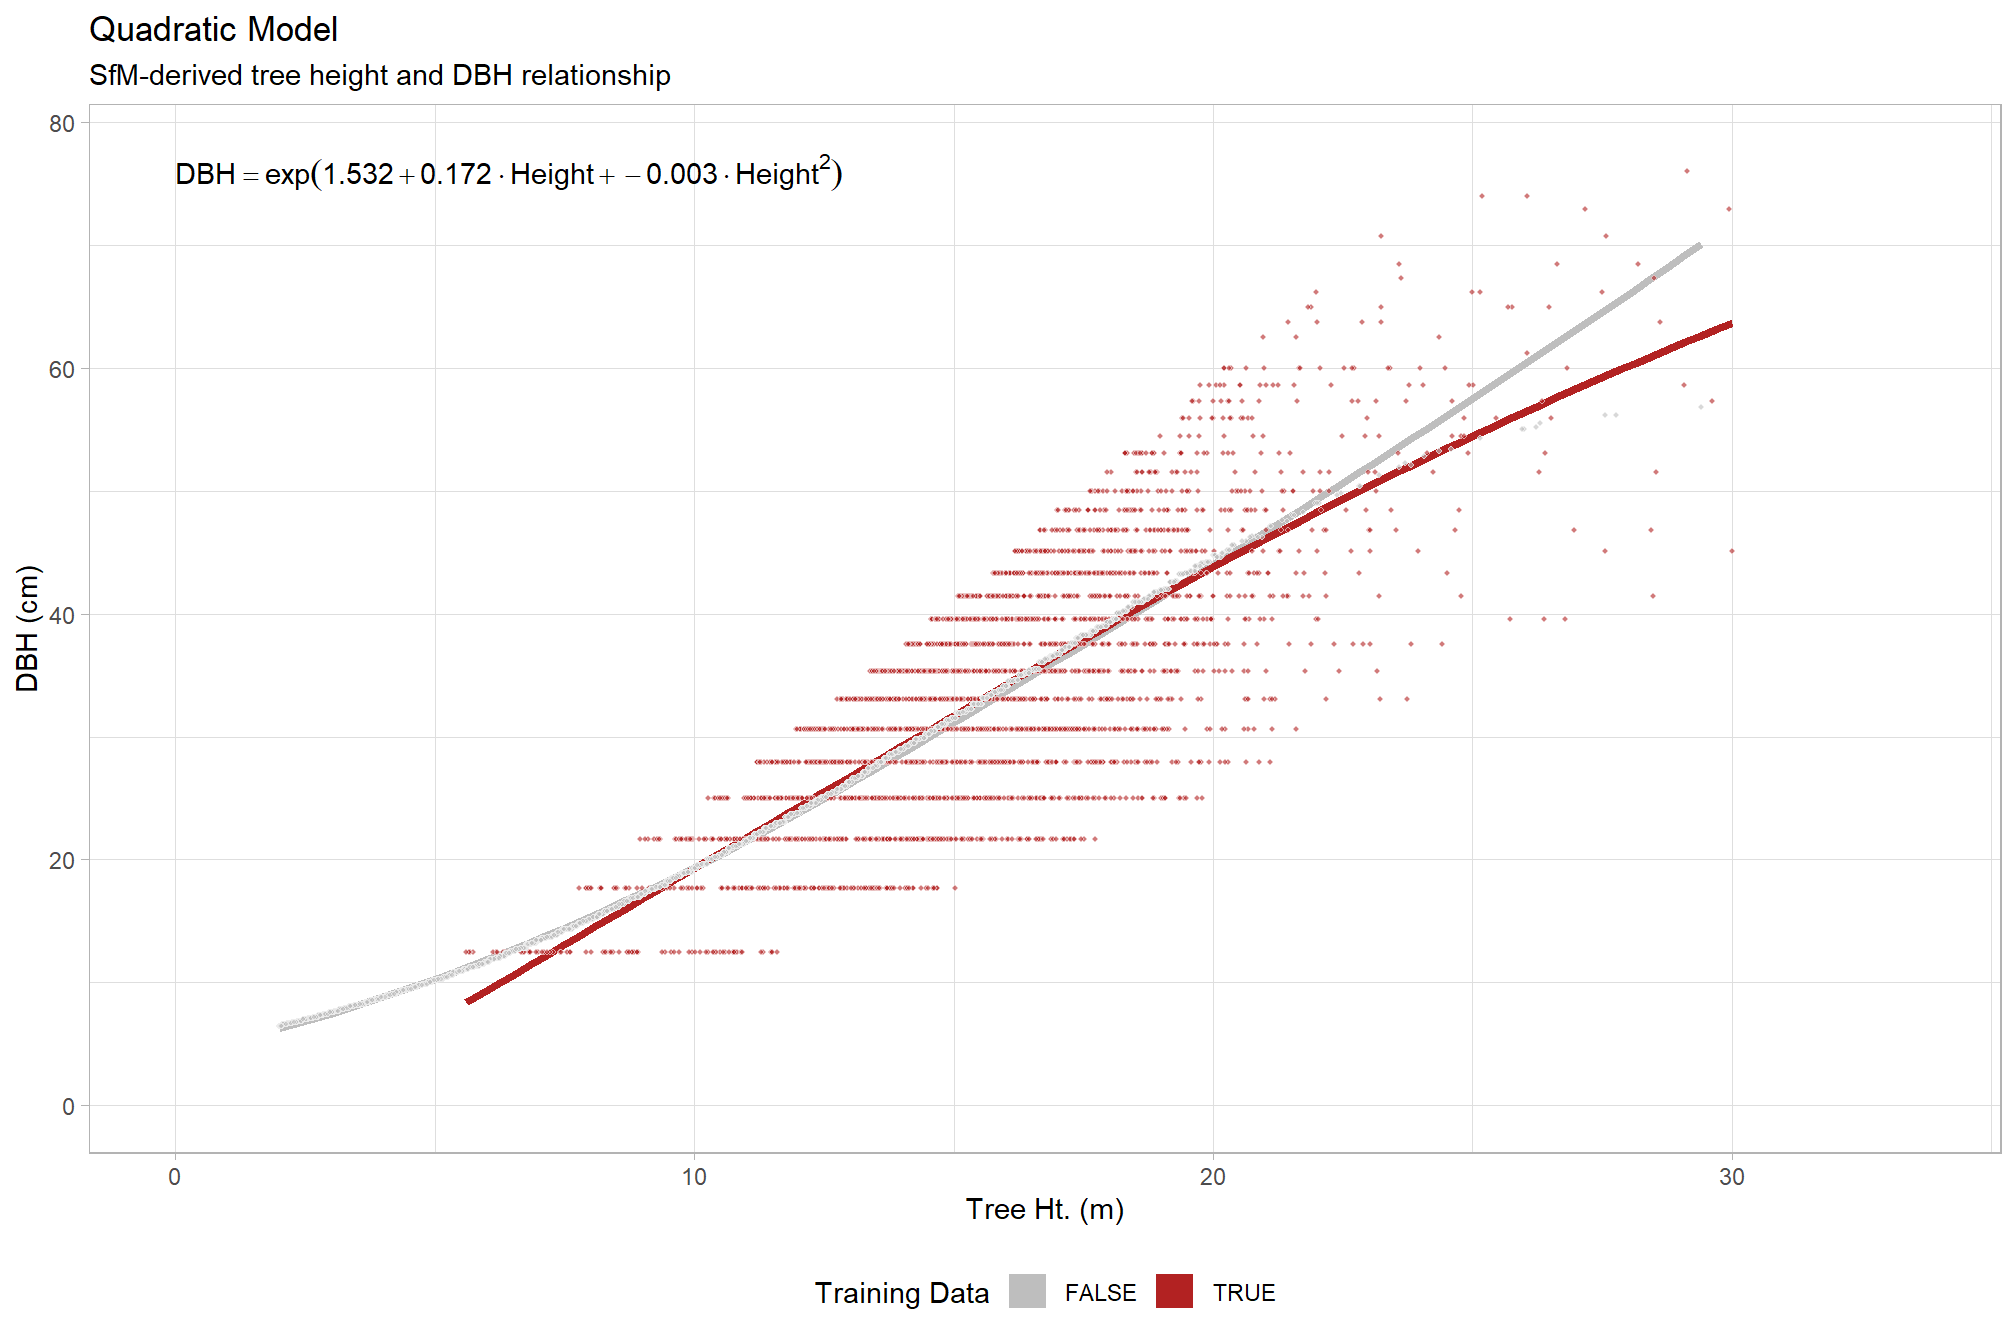 Quadratic Model
SfM-derived tree height and DBH relationship
DBH = exp(1.532 + 0.172 · Height + − 0.003 · Height²)
80
60
40
20
0
DBH (cm)
0 10 20 30
Tree Ht. (m)
Training Data FALSE TRUE